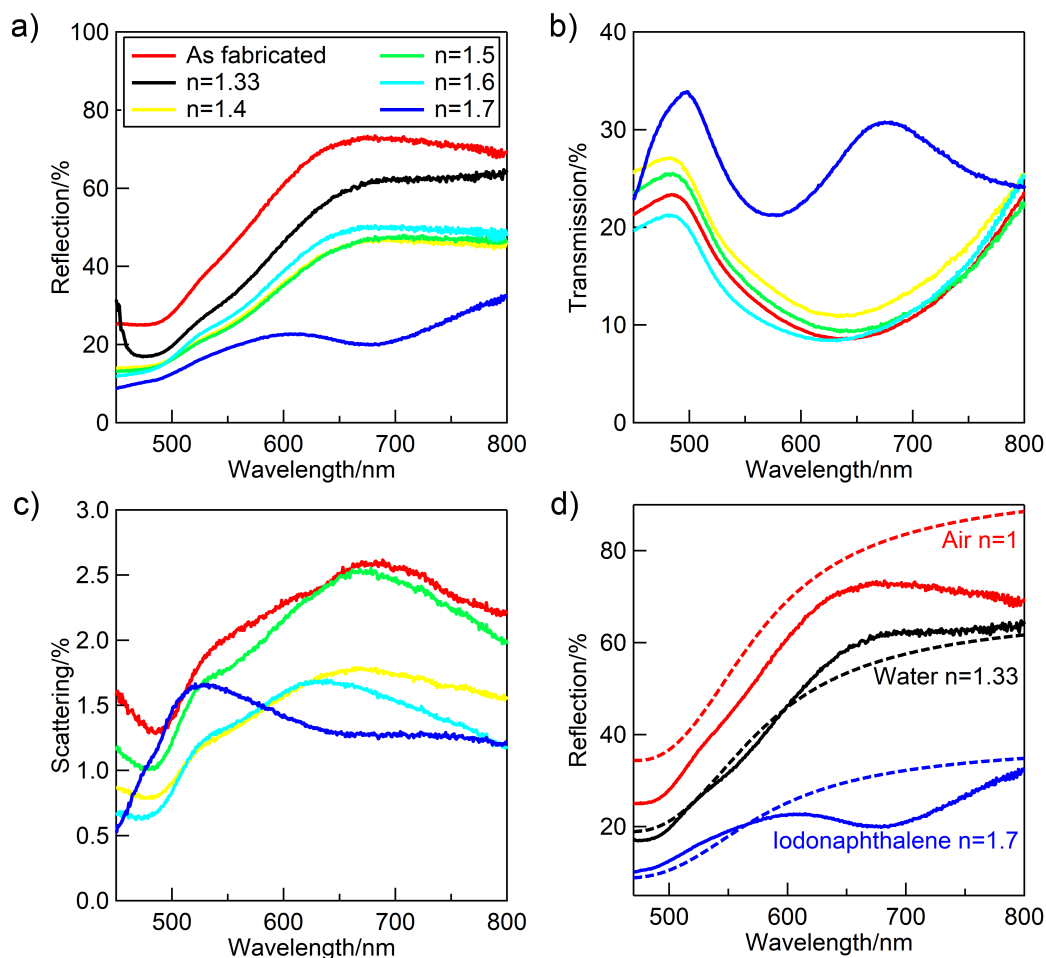 a)
100
80
60
40
20
0
Reflection/%
As fabricated
n=1.33
n=1.4
n=1.5
n=1.6
n=1.7
500
600
700
800
Wavelength/nm
b)
40
30
20
10
0
Transmission/%
500
600
700
800
Wavelength/nm
c)
3.0
2.5
2.0
1.5
1.0
0.5
0.0
Scattering/%
500
600
700
800
Wavelength/nm
d)
80
60
40
20
Reflection/%
Air n=1
Water n=1.33
Iodonaphthalene n=1.7
500
600
700
800
Wavelength/nm